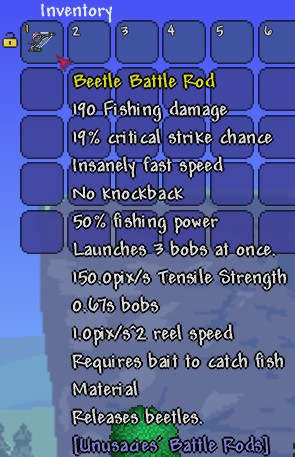 Inventory
1 2 3 4 5 6
Beetle Battle Rod
190 Fishing damage
19% critical strike chance
Insanely fast speed
No knockback
50% fishing power
Launches 3 bobs at once.
150.0pix/s Tensile Strength
0.67s bobs
1.0pix/s^2 reel speed
Requires bait to catch fish
Material
Releases beetles.
[Unusacies' Battle Rods]